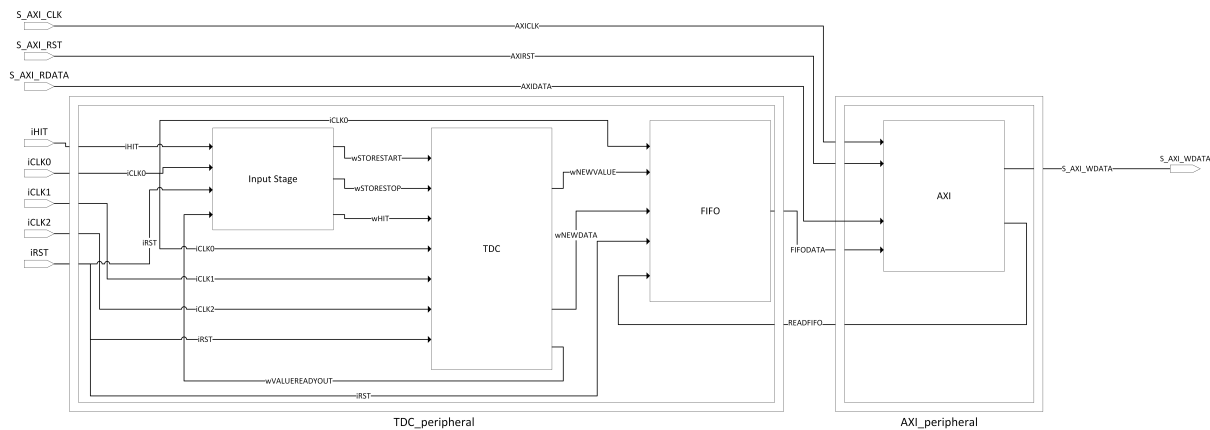 S_AXI_CLK
AXICLK
S_AXI_RST
AXIRST
S_AXI_RDATA
AXIDATA
iHIT
iCLK0
iCLK1
iCLK2
iRST
iHIT
iCLK0
iRST
Input Stage
iCLK0
wSTORESTART
wSTORESTOP
wHIT
iCLK0
iCLK1
iCLK2
iRST
TDC
wNEWVALUE
wNEWDATA
wVALUEREADYOUT
iRST
FIFO
FIFODATA
READFIFO
AXI
S_AXI_WDATA
S_AXI_WDATA
TDC_peripheral
AXI_peripheral